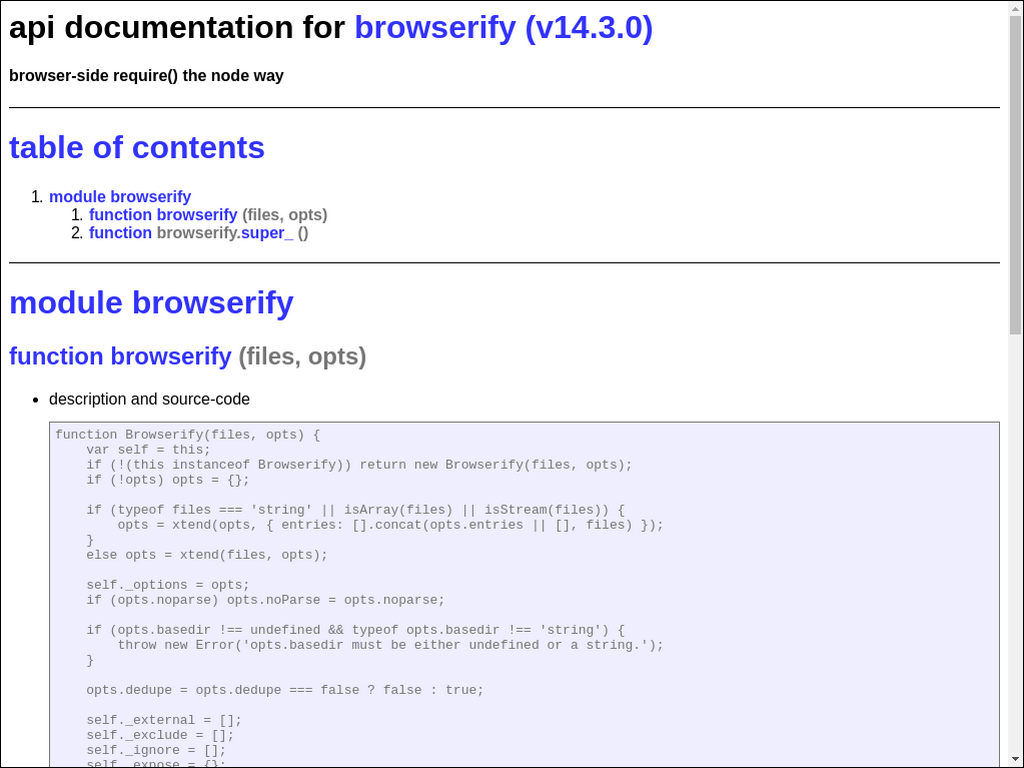 api documentation for browserify (v14.3.0)
browser-side require() the node way
table of contents
1. module browserify
1. function browserify (files, opts)
2. function browserify.super_ ()
module browserify
function browserify (files, opts)
• description and source-code
function Browserify(files, opts) {
    var self = this;
    if (!(this instanceof Browserify)) return new Browserify(files, opts);
    if (!opts) opts = {};
    if (typeof files === 'string' || isArray(files) || isStream(files)) {
        opts = xtend(opts, { entries: [].concat(opts.entries || [], files) });
    }
    else opts = xtend(files, opts);
    self._options = opts;
    if (opts.noparse) opts.noParse = opts.noparse;
    if (opts.basedir !== undefined && typeof opts.basedir !== 'string') {
        throw new Error('opts.basedir must be either undefined or a string.');
    }
    opts.dedupe = opts.dedupe === false ? false : true;
    self._external = [];
    self._exclude = [];
    self._ignore = [];
    self._expose = {};